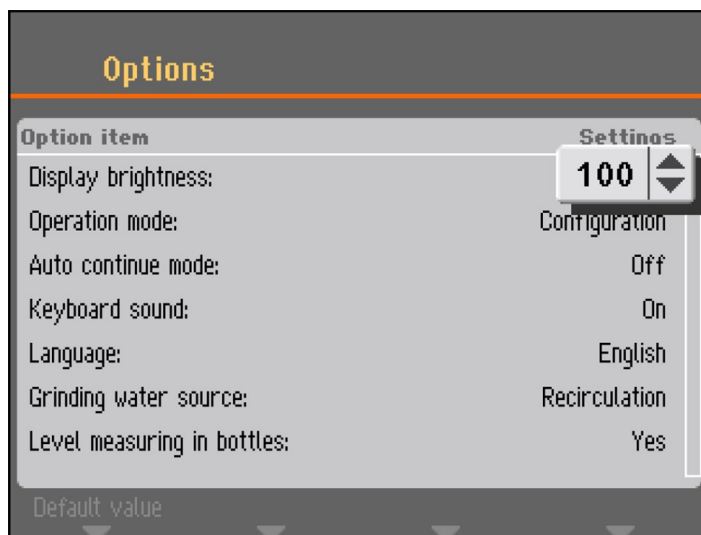 Options
Option item Settings
Display brightness: 100
Operation mode: Configuration
Auto continue mode: Off
Keyboard sound: On
Language: English
Grinding water source: Recirculation
Level measuring in bottles: Yes
Default value